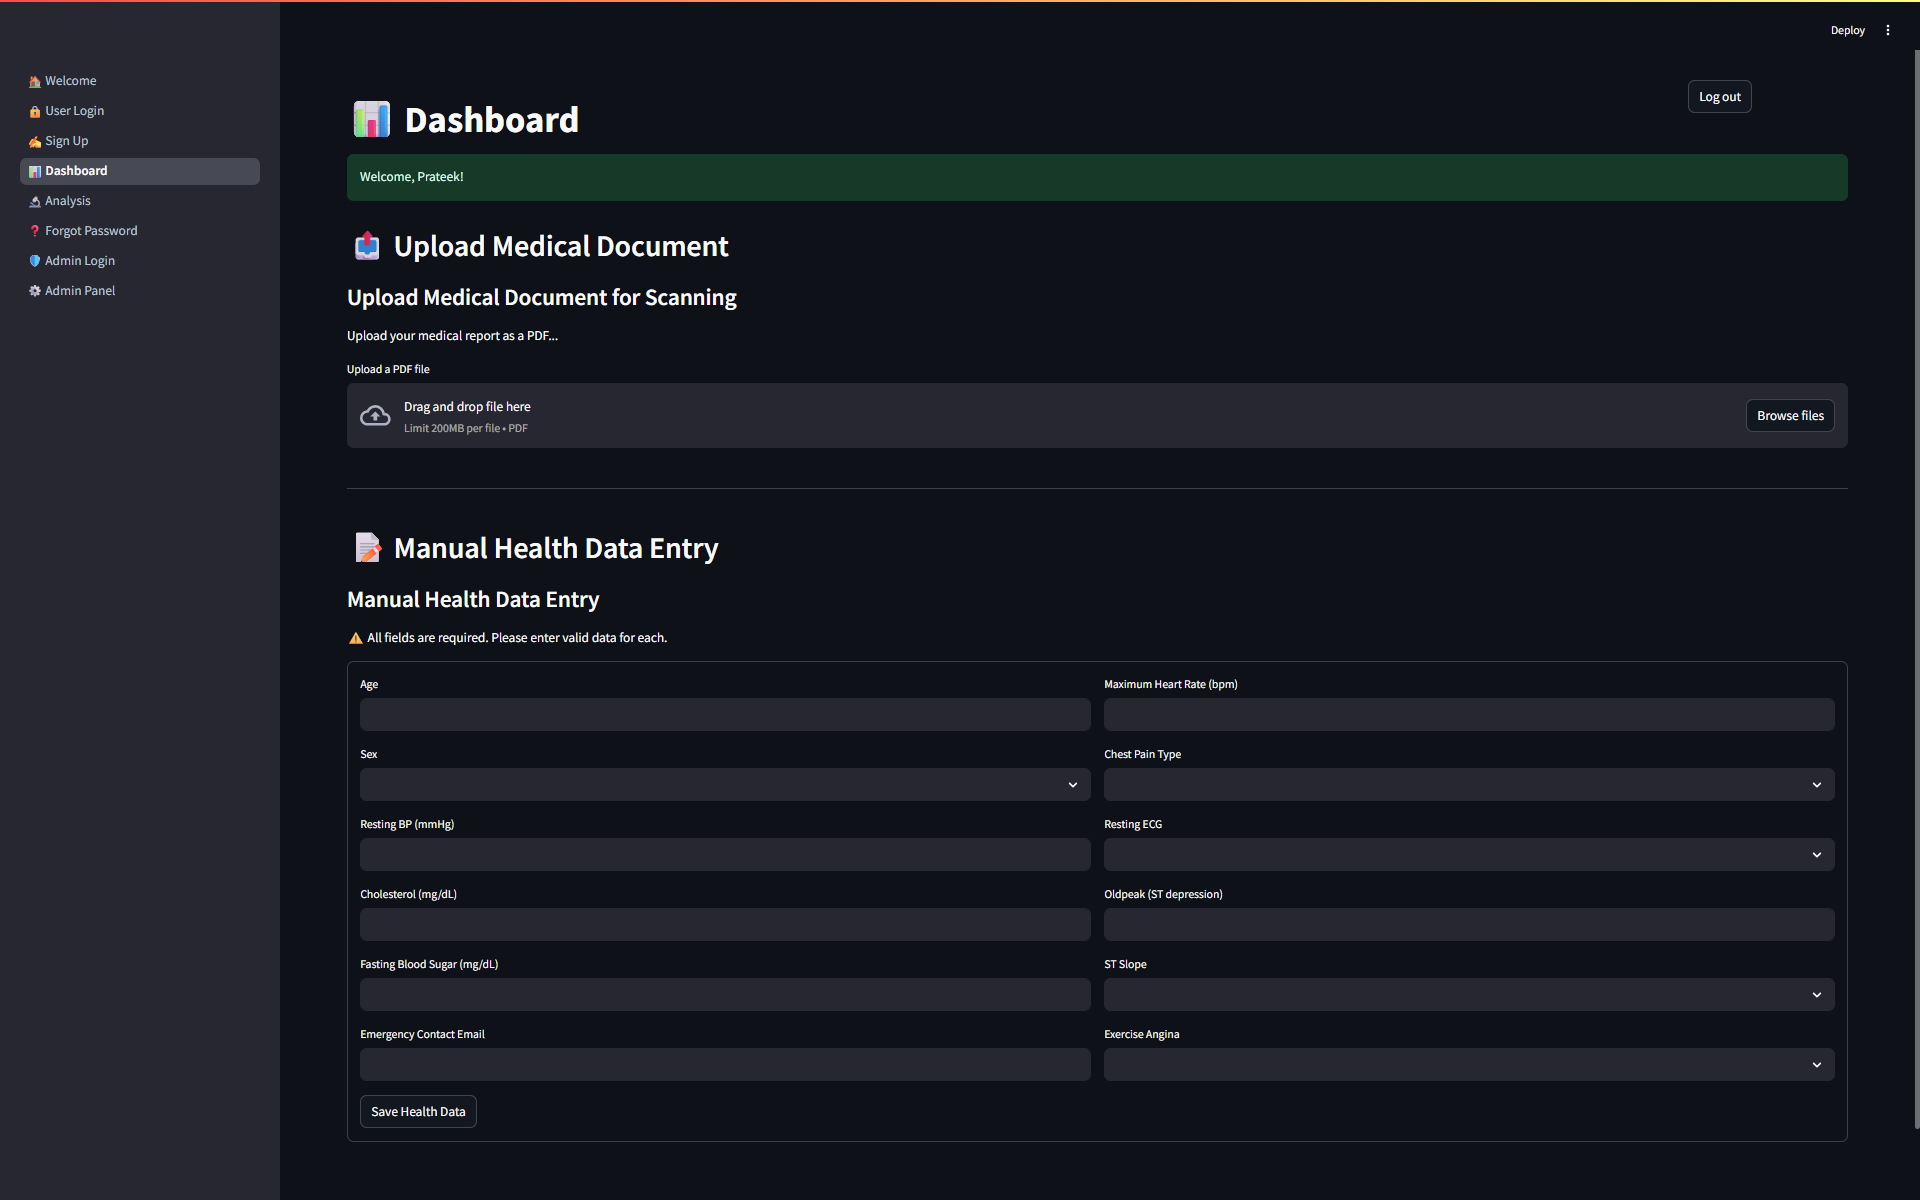 Deploy
Welcome
User Login
Sign Up
Dashboard
Analysis
Forgot Password
Admin Login
Admin Panel
Log out
Dashboard
Welcome, Prateek!
Upload Medical Document
Upload Medical Document for Scanning
Upload your medical report as a PDF...
Upload a PDF file
Drag and drop file here
Limit 200MB per file • PDF
Browse files
Manual Health Data Entry
Manual Health Data Entry
All fields are required. Please enter valid data for each.
Age
Maximum Heart Rate (bpm)
Sex
Chest Pain Type
Resting BP (mmHg)
Resting ECG
Cholesterol (mg/dL)
Oldpeak (ST depression)
Fasting Blood Sugar (mg/dL)
ST Slope
Emergency Contact Email
Exercise Angina
Save Health Data